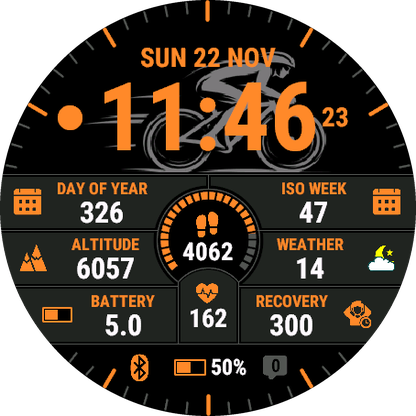 SUN 22 NOV
11:46 23
DAY OF YEAR
326
ISO WEEK
47
ALTITUDE
6057
4062
WEATHER
14
BATTERY
5.0
162
RECOVERY
300
50%
0